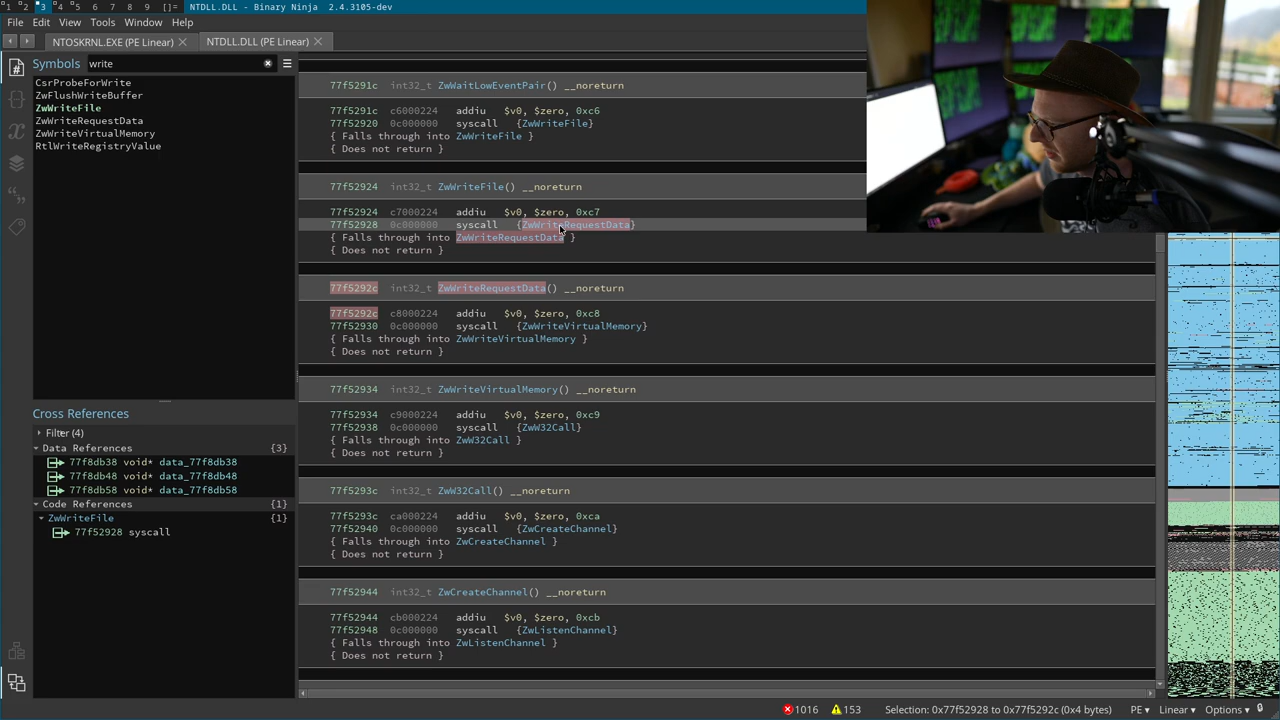 1 2 3 4 5 6 7 8 9 []= NTDLL.DLL - Binary Ninja 2.4.3105-dev
File Edit View Tools Window Help
NTOSKRNL.EXE (PE Linear) NTDLL.DLL (PE Linear)
Symbols write
CsrProbeForWrite
ZwFlushWriteBuffer
ZwWriteFile
ZwWriteRequestData
ZwWriteVirtualMemory
RtlWriteRegistryValue
77f5291c int32_t ZwWaitLowEventPair() __noreturn
77f5291c c6000224 addiu $v0, $zero, 0xc6
77f52920 0c000000 syscall {ZwWriteFile}
{ Falls through into ZwWriteFile }
{ Does not return }
77f52924 int32_t ZwWriteFile() __noreturn
77f52924 c7000224 addiu $v0, $zero, 0xc7
77f52928 0c000000 syscall {ZwWriteRequestData}
{ Falls through into ZwWriteRequestData }
{ Does not return }
77f5292c int32_t ZwWriteRequestData() __noreturn
77f5292c c8000224 addiu $v0, $zero, 0xc8
77f52930 0c000000 syscall {ZwWriteVirtualMemory}
{ Falls through into ZwWriteVirtualMemory }
{ Does not return }
77f52934 int32_t ZwWriteVirtualMemory() __noreturn
77f52934 c9000224 addiu $v0, $zero, 0xc9
77f52938 0c000000 syscall {ZwW32Call}
{ Falls through into ZwW32Call }
{ Does not return }
77f5293c int32_t ZwW32Call() __noreturn
77f5293c ca000224 addiu $v0, $zero, 0xca
77f52940 0c000000 syscall {ZwCreateChannel}
{ Falls through into ZwCreateChannel }
{ Does not return }
77f52944 int32_t ZwCreateChannel() __noreturn
77f52944 cb000224 addiu $v0, $zero, 0xcb
77f52948 0c000000 syscall {ZwListenChannel}
{ Falls through into ZwListenChannel }
{ Does not return }
Cross References
Filter (4)
Data References {3}
77f8db38 void* data_77f8db38
77f8db48 void* data_77f8db48
77f8db58 void* data_77f8db58
Code References {1}
ZwWriteFile {1}
77f52928 syscall
1016 153 Selection: 0x77f52928 to 0x77f5292c (0x4 bytes) PE Linear Options